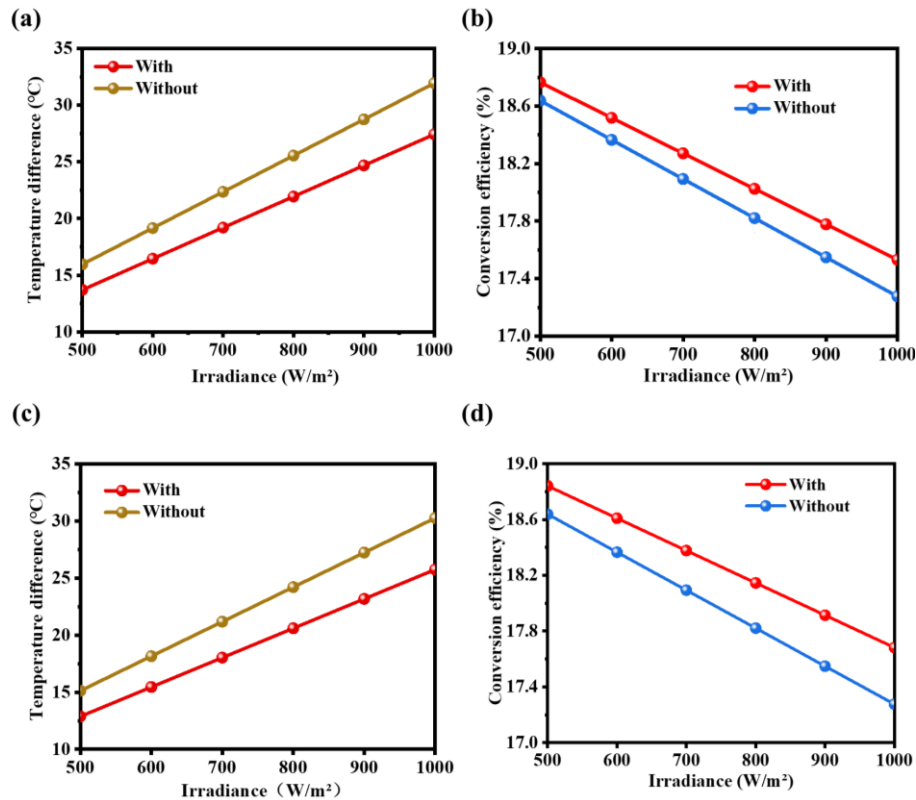 (a)
35
30
25
20
15
10
Temperature difference (°C)
With
Without
500 600 700 800 900 1000
Irradiance (W/m²)
(b)
19.0
18.6
18.2
17.8
17.4
17.0
Conversion efficiency (%)
With
Without
500 600 700 800 900 1000
Irradiance (W/m²)
(c)
35
30
25
20
15
10
Temperature difference (°C)
With
Without
500 600 700 800 900 1000
Irradiance（W/m²）
(d)
19.0
18.6
18.2
17.8
17.4
17.0
Conversion efficiency (%)
With
Without
500 600 700 800 900 1000
Irradiance (W/m²)